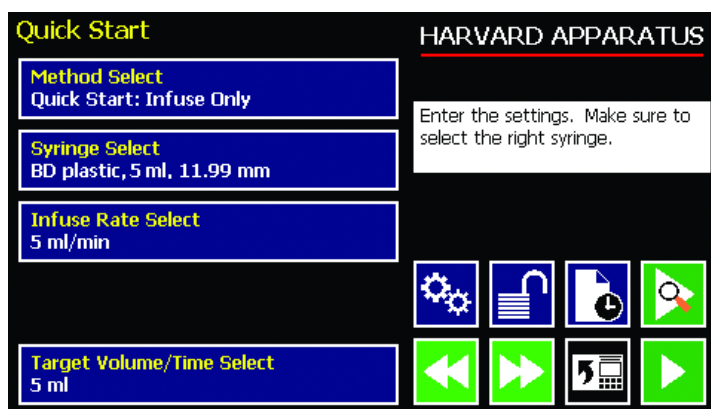 Quick Start
Method Select
Quick Start: Infuse Only
Syringe Select
BD plastic, 5 ml, 11.99 mm
Infuse Rate Select
5 ml/min
Target Volume/Time Select
5 ml
HARVARD APPARATUS
Enter the settings. Make sure to
select the right syringe.